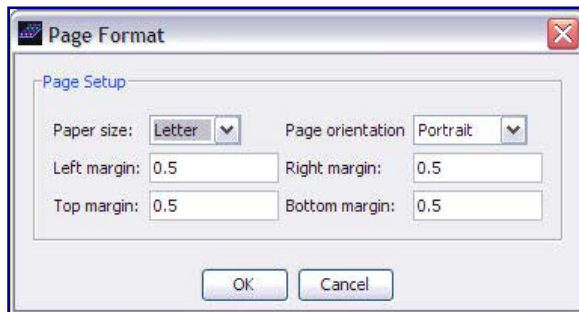 Page Format
Page Setup
Paper size: Letter Page orientation Portrait
Left margin: 0.5 Right margin: 0.5
Top margin: 0.5 Bottom margin: 0.5
OK Cancel